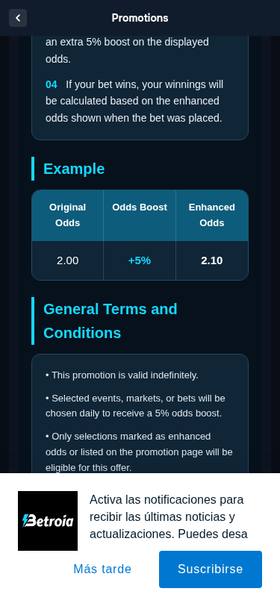 Promotions
an extra 5% boost on the displayed
odds.
04 If your bet wins, your winnings will
be calculated based on the enhanced
odds shown when the bet was placed.
Example
Original Odds Boost Enhanced
Odds Odds
2.00 +5% 2.10
General Terms and
Conditions
• This promotion is valid indefinitely.
• Selected events, markets, or bets will be
chosen daily to receive a 5% odds boost.
• Only selections marked as enhanced
odds or listed on the promotion page will be
eligible for this offer.
Betroia
Activa las notificaciones para
recibir las últimas noticias y
actualizaciones. Puedes desa
Más tarde Suscribirse